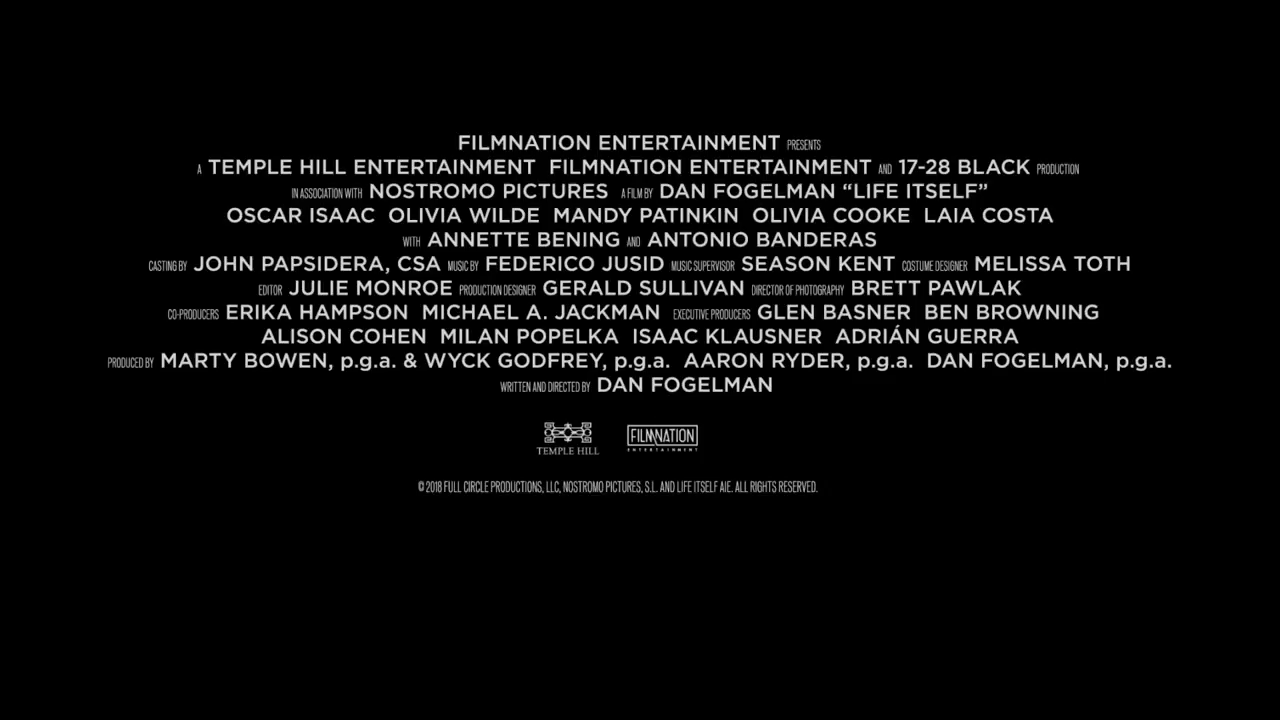 FILMNATION ENTERTAINMENT PRESENTS
A TEMPLE HILL ENTERTAINMENT FILMNATION ENTERTAINMENT AND 17-28 BLACK PRODUCTION
IN ASSOCIATION WITH NOSTROMO PICTURES A FILM BY DAN FOGELMAN “LIFE ITSELF”
OSCAR ISAAC OLIVIA WILDE MANDY PATINKIN OLIVIA COOKE LAIA COSTA
WITH ANNETTE BENING AND ANTONIO BANDERAS
CASTING BY JOHN PAPSIDERA, CSA MUSIC BY FEDERICO JUSID MUSIC SUPERVISOR SEASON KENT COSTUME DESIGNER MELISSA TOTH
EDITOR JULIE MONROE PRODUCTION DESIGNER GERALD SULLIVAN DIRECTOR OF PHOTOGRAPHY BRETT PAWLAK
CO-PRODUCERS ERIKA HAMPSON MICHAEL A. JACKMAN EXECUTIVE PRODUCERS GLEN BASNER BEN BROWNING
ALISON COHEN MILAN POPELKA ISAAC KLAUSNER ADRIÁN GUERRA
PRODUCED BY MARTY BOWEN, p.g.a. & WYCK GODFREY, p.g.a. AARON RYDER, p.g.a. DAN FOGELMAN, p.g.a.
WRITTEN AND DIRECTED BY DAN FOGELMAN
TEMPLE HILL
FILMNATION
ENTERTAINMENT
© 2018 FULL CIRCLE PRODUCTIONS, LLC, NOSTROMO PICTURES, S.L. AND LIFE ITSELF AIE. ALL RIGHTS RESERVED.